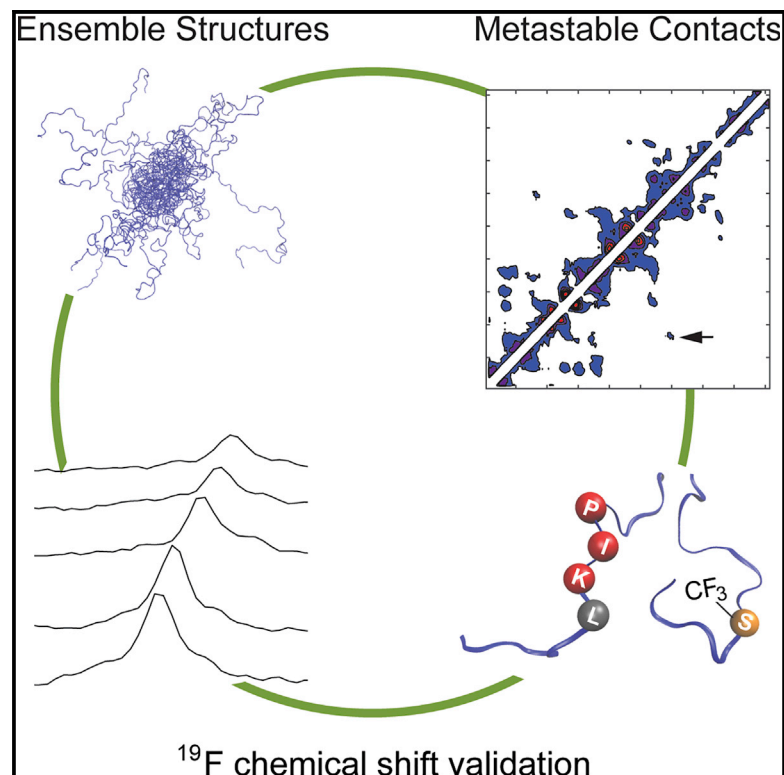 Ensemble Structures
Metastable Contacts
P
I
K
L
CF₃
S
¹⁹F chemical shift validation